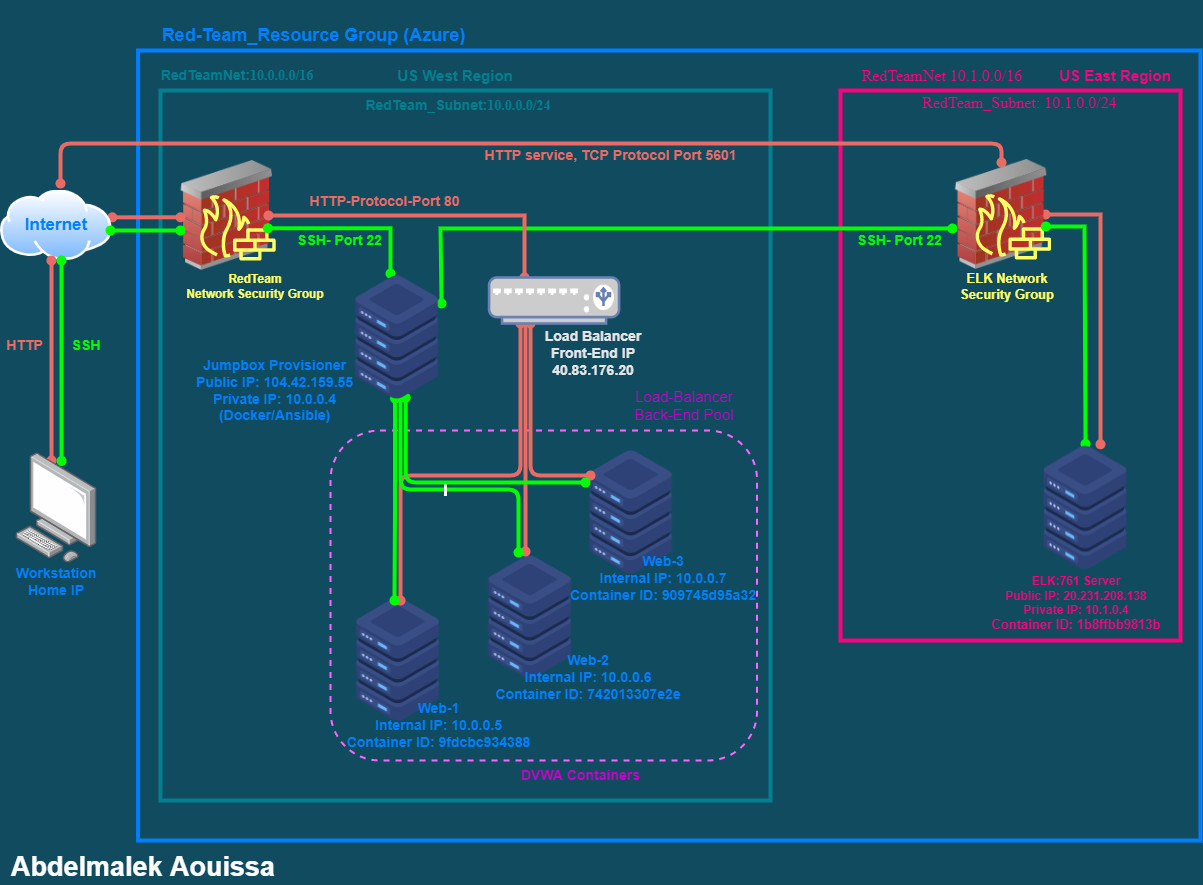 Red-Team_Resource Group (Azure)
RedTeamNet:10.0.0.0/16
US West Region
RedTeamNet 10.1.0.0/16
US East Region
RedTeam_Subnet:10.0.0.0/24
RedTeam_Subnet: 10.1.0.0/24
HTTP service, TCP Protocol Port 5601
Internet
HTTP-Protocol-Port 80
SSH- Port 22
SSH- Port 22
RedTeam
Network Security Group
ELK Network
Security Group
HTTP
SSH
Load Balancer
Front-End IP
40.83.176.20
Jumpbox Provisioner
Public IP: 104.42.159.55
Private IP: 10.0.0.4
(Docker/Ansible)
Load-Balancer
Back-End Pool
Workstation
Home IP
Web-3
Internal IP: 10.0.0.7
Container ID: 909745d95a32
ELK:761 Server
Public IP: 20.231.208.138
Private IP: 10.1.0.4
Container ID: 1b8ffbb9813b
Web-2
Internal IP: 10.0.0.6
Container ID: 742013307e2e
Web-1
Internal IP: 10.0.0.5
Container ID: 9fdcbc934388
DVWA Containers
Abdelmalek Aouissa